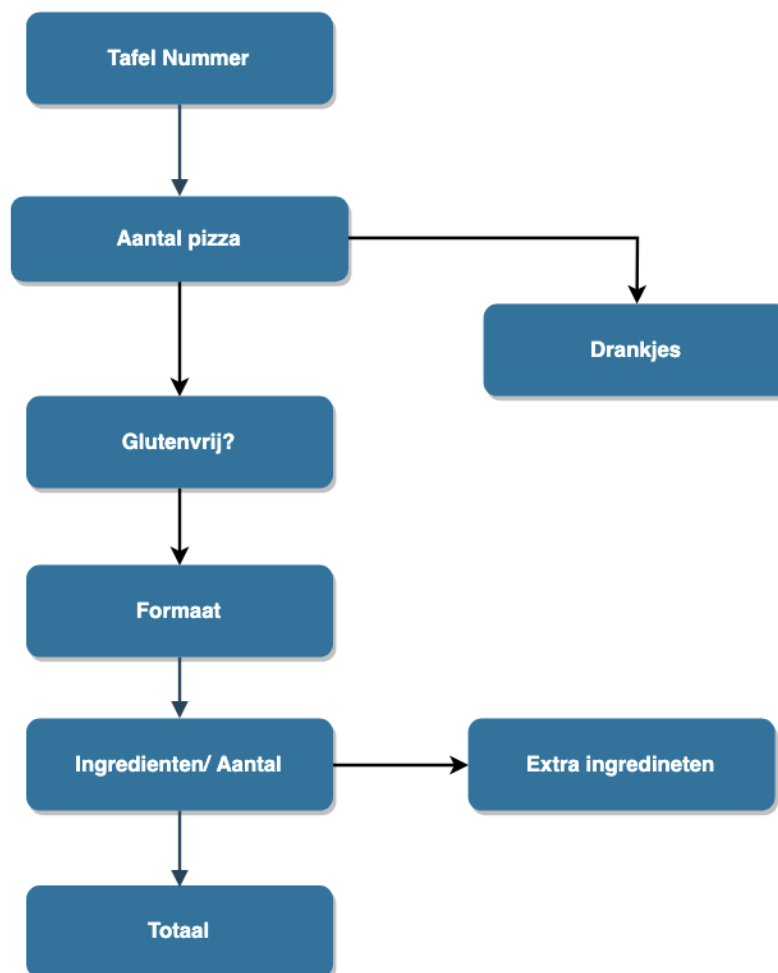 Tafel Nummer
Aantal pizza
Drankjes
Glutenvrij?
Formaat
Ingredienten/ Aantal
Extra ingredineten
Totaal